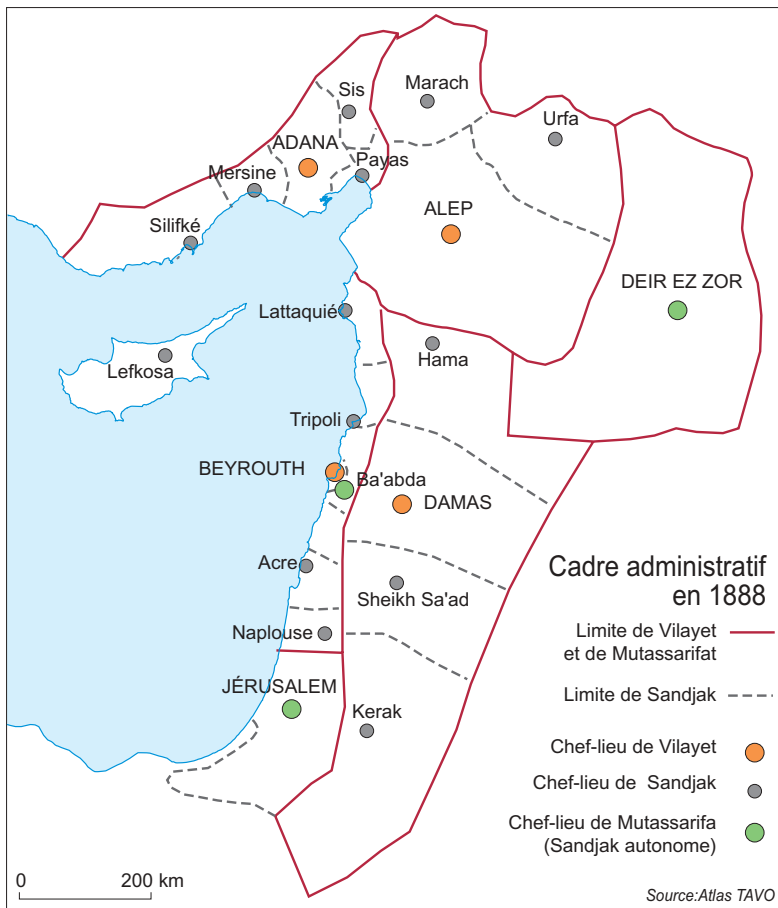 Sis
Marach
Urfa
ADANA
Payas
Mersine
Silifké
ALEP
DEIR EZ ZOR
Lattaquié
Hama
Lefkosa
Tripoli
BEYROUTH
Ba'abda
DAMAS
Acre
Sheikh Sa'ad
Naplouse
JÉRUSALEM
Kerak
Cadre administratif
en 1888
Limite de Vilayet
et de Mutassarifat
Limite de Sandjak
Chef-lieu de Vilayet
Chef-lieu de Sandjak
Chef-lieu de Mutassarifa
(Sandjak autonome)
0 200 km
Source:Atlas TAVO